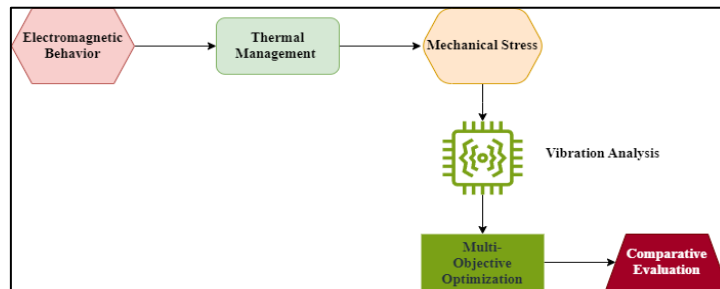 Electromagnetic
Behavior
Thermal
Management
Mechanical Stress
Vibration Analysis
Multi-
Objective
Optimization
Comparative
Evaluation